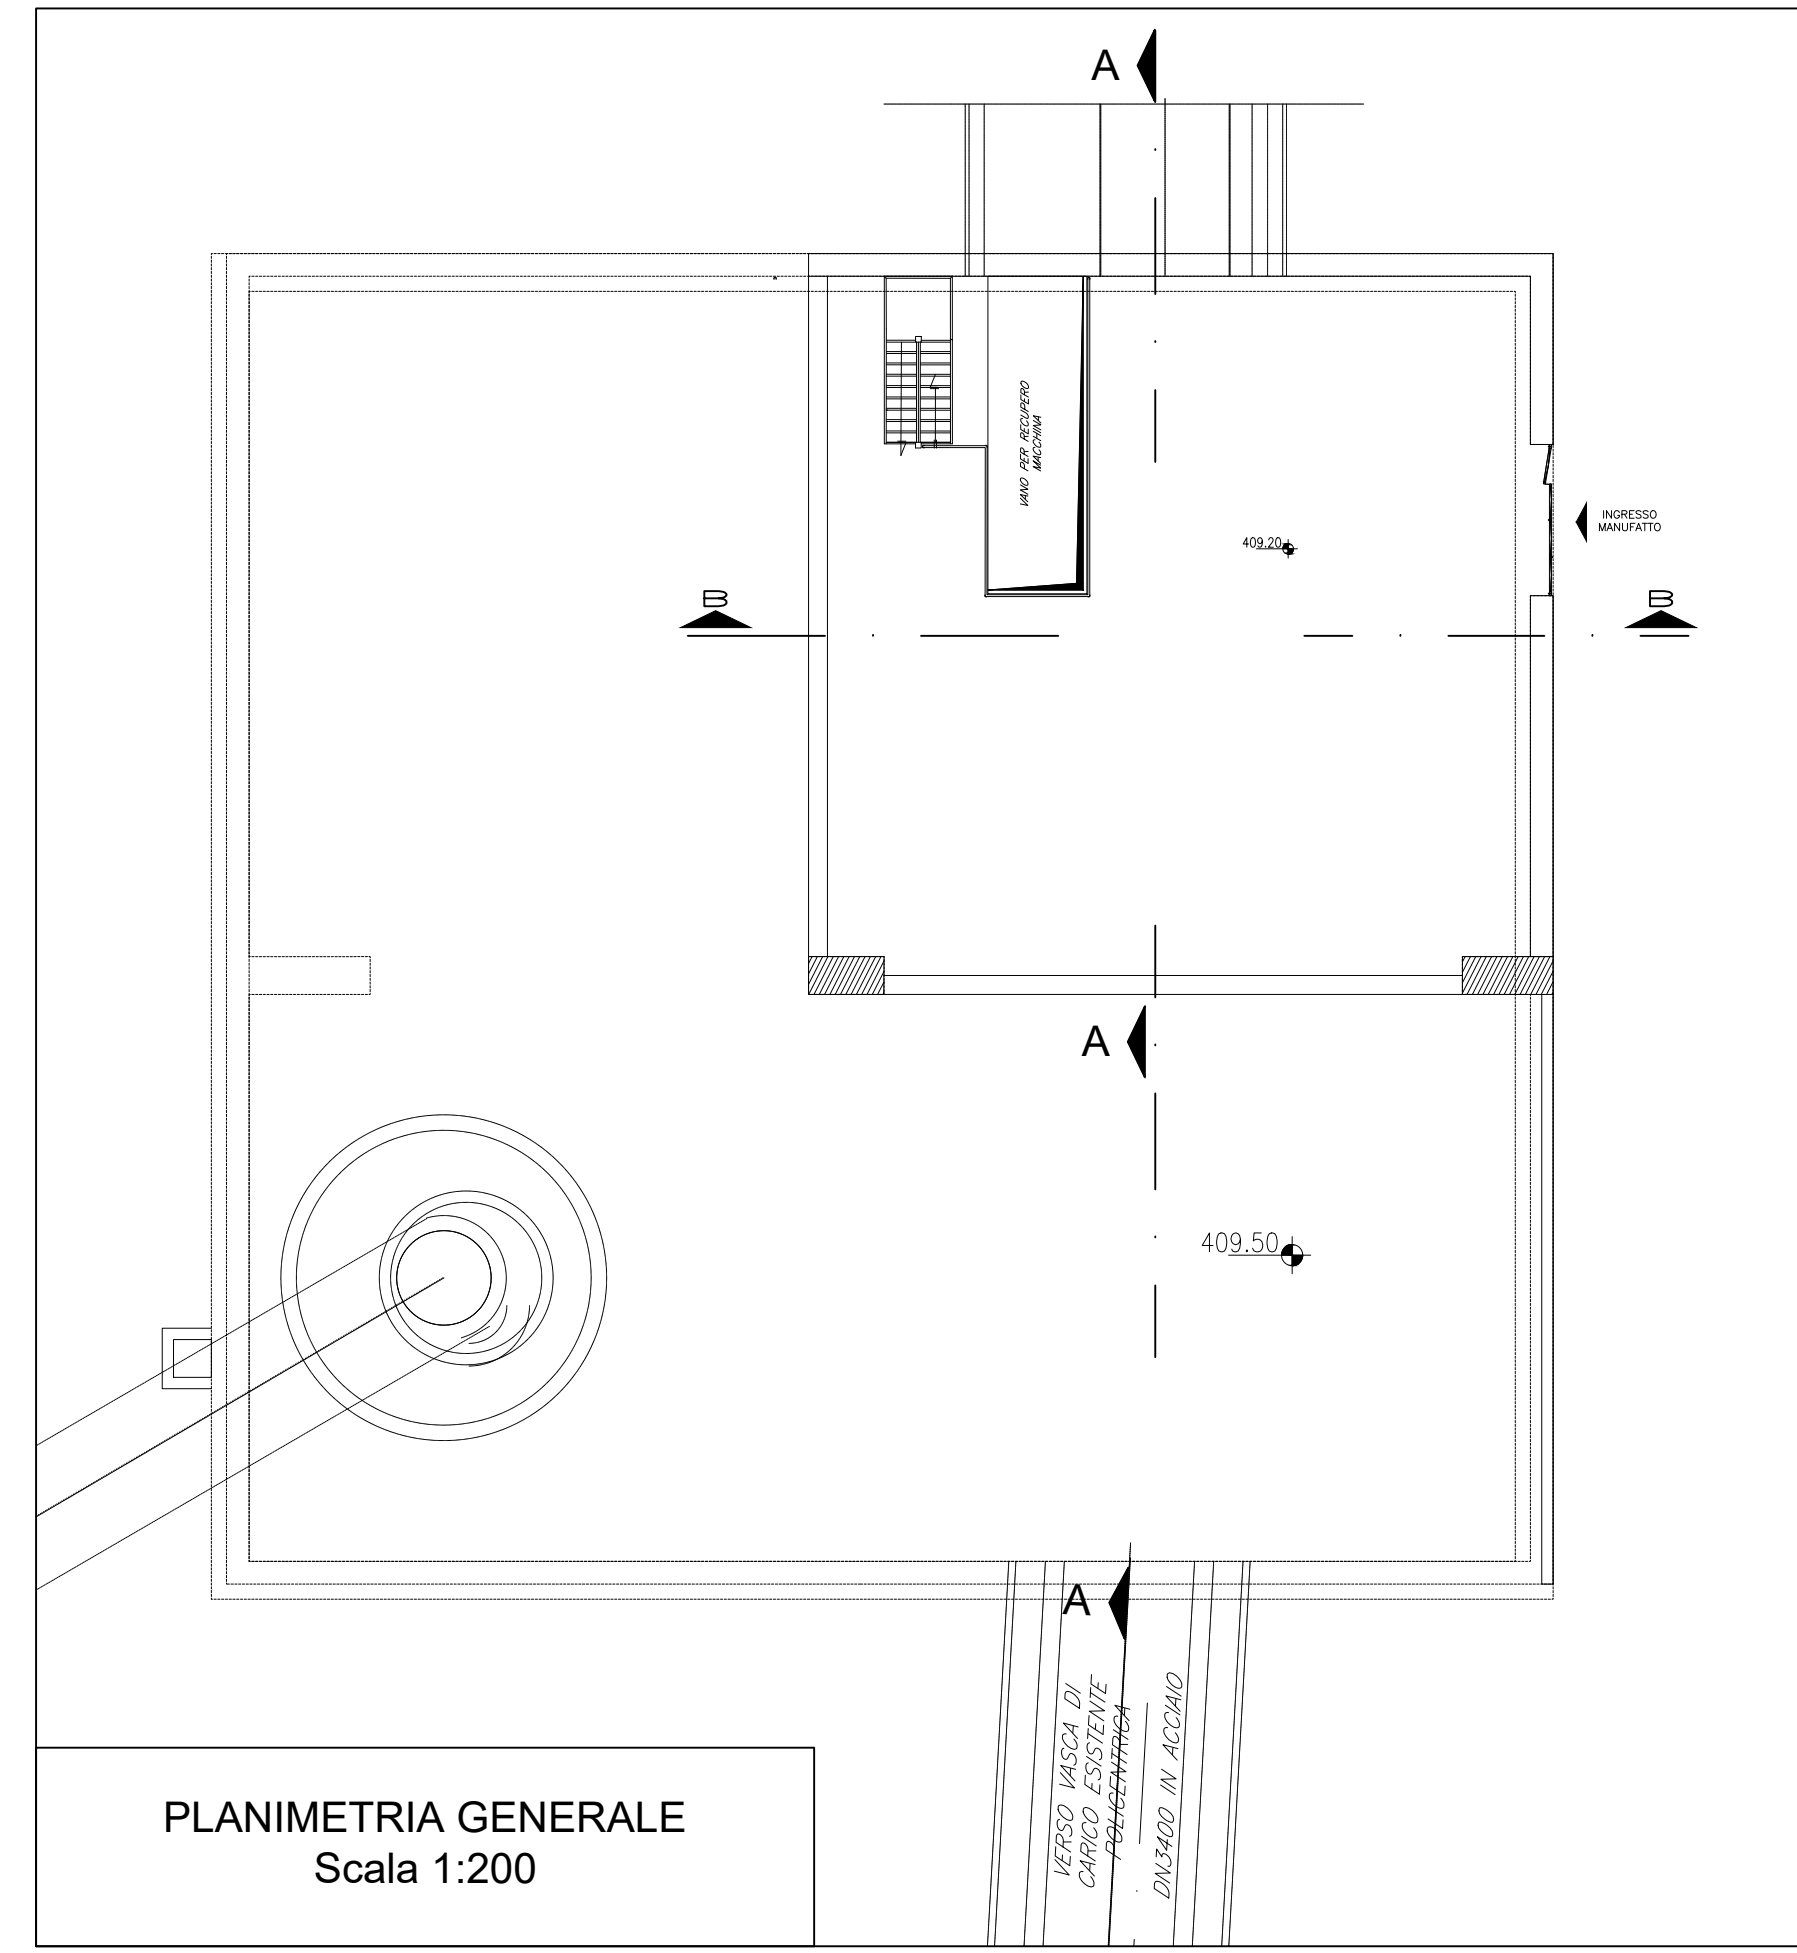 A
VANO PER RECUPERO
MACCHINA
INGRESSO
MANUFATTO
409.20
B
B
A
409.50
A
VERSO VASCA DI
CARICO ESISTENTE
POLICENTRICA
DN3400 IN ACCIAIO
PLANIMETRIA GENERALE
Scala 1:200